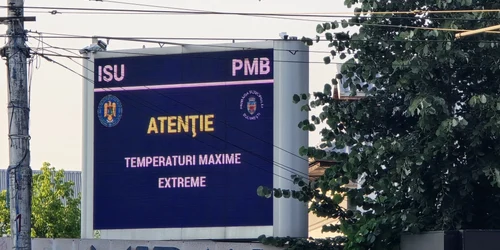 ISU PMB
ATENȚIE
TEMPERATURI MAXIME
EXTREME